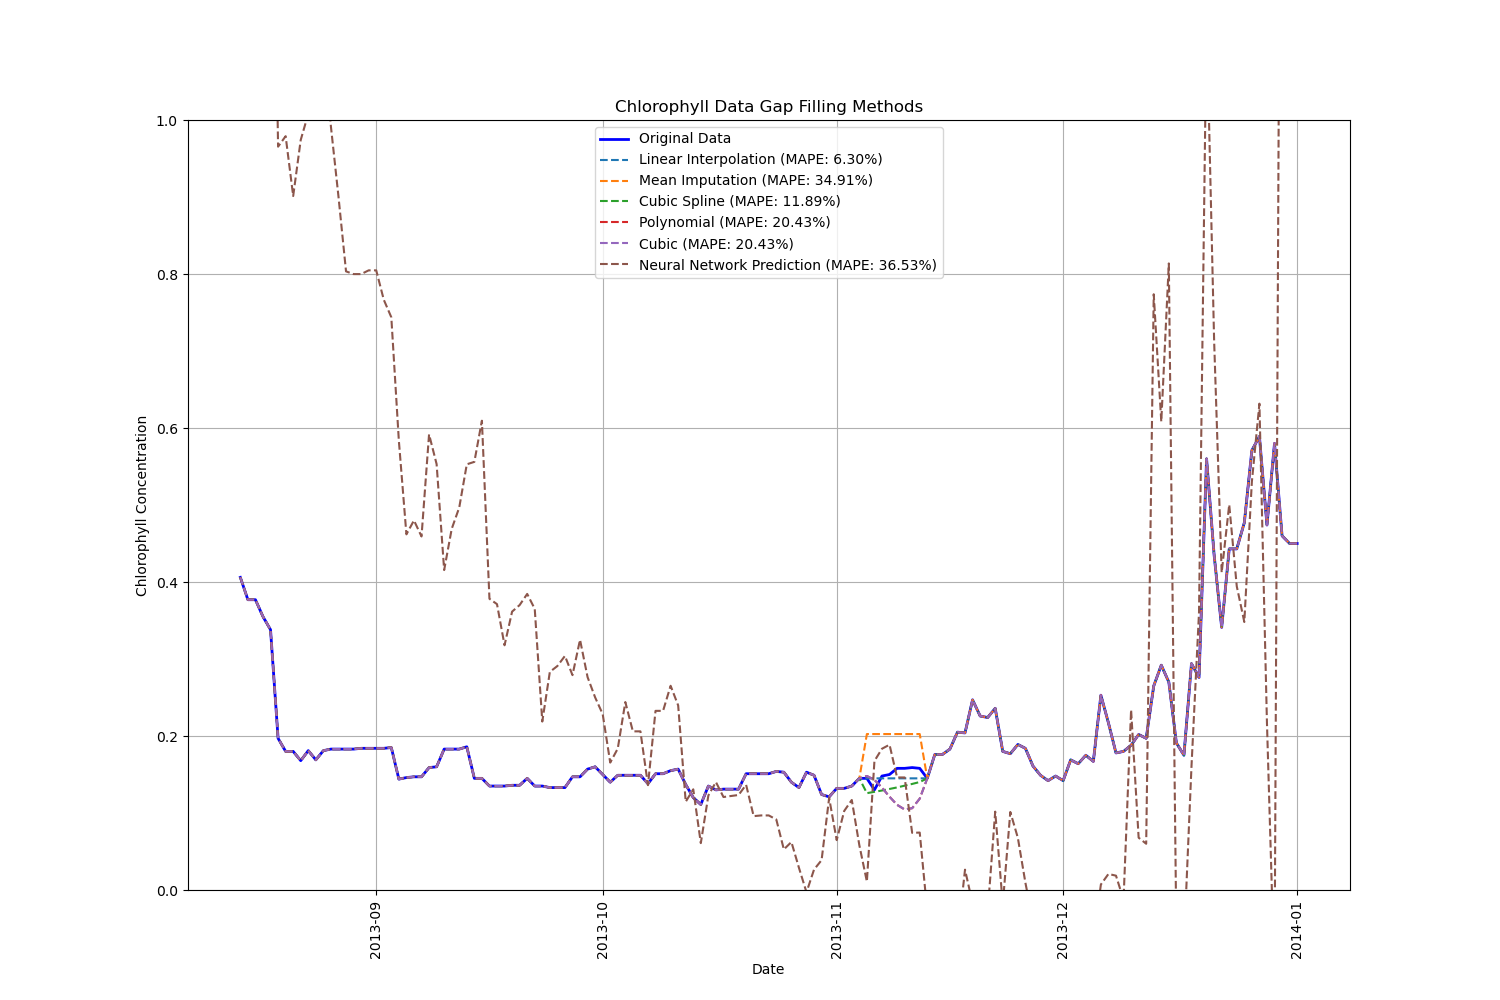 Chlorophyll Data Gap Filling Methods
Original Data
Linear Interpolation (MAPE: 6.30%)
Mean Imputation (MAPE: 34.91%)
Cubic Spline (MAPE: 11.89%)
Polynomial (MAPE: 20.43%)
Cubic (MAPE: 20.43%)
Neural Network Prediction (MAPE: 36.53%)
Chlorophyll Concentration
1.0
0.8
0.6
0.4
0.2
0.0
2013-09
2013-10
2013-11
2013-12
2014-01
Date